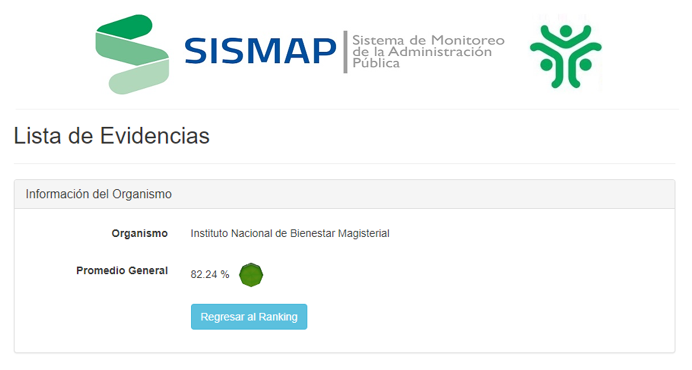 SISMAP
Sistema de Monitoreo
de la Administración
Pública
Lista de Evidencias
Información del Organismo
Organismo Instituto Nacional de Bienestar Magisterial
Promedio General 82.24 %
Regresar al Ranking